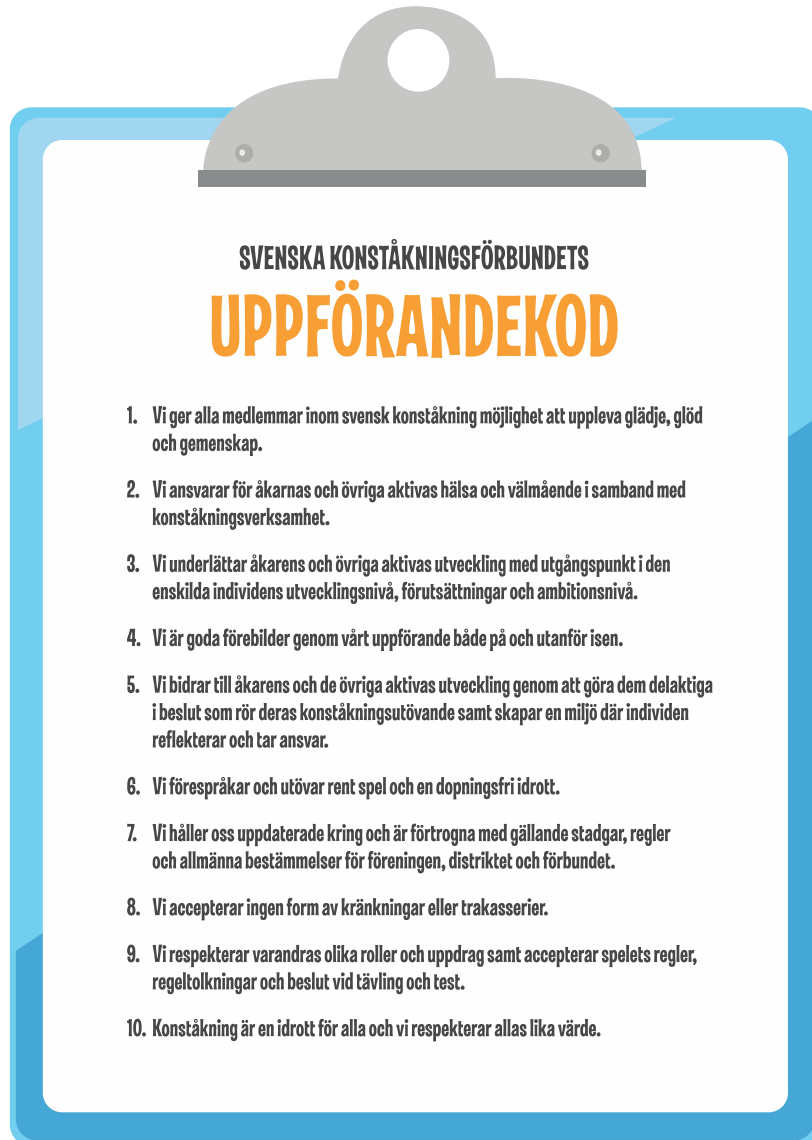 SVENSKA KONSTÅKNINGSFÖRBUNDETS
UPPFÖRANDEKOD
1. Vi ger alla medlemmar inom svensk konståkning möjlighet att uppleva glädje, glöd
och gemenskap.
2. Vi ansvarar för åkarnas och övriga aktivas hälsa och välmående i samband med
konståkningsverksamhet.
3. Vi underlättar åkarens och övriga aktivas utveckling med utgångspunkt i den
enskilda individens utvecklingsnivå, förutsättningar och ambitionsnivå.
4. Vi är goda förebilder genom vårt uppförande både på och utanför isen.
5. Vi bidrar till åkarens och de övriga aktivas utveckling genom att göra dem delaktiga
i beslut som rör deras konståkningsutövande samt skapar en miljö där individen
reflekterar och tar ansvar.
6. Vi förespråkar och utövar rent spel och en dopningsfri idrott.
7. Vi håller oss uppdaterade kring och är förtrogna med gällande stadgar, regler
och allmänna bestämmelser för föreningen, distriktet och förbundet.
8. Vi accepterar ingen form av kränkningar eller trakasserier.
9. Vi respekterar varandras olika roller och uppdrag samt accepterar spelets regler,
regeltolkningar och beslut vid tävling och test.
10. Konståkning är en idrott för alla och vi respekterar allas lika värde.